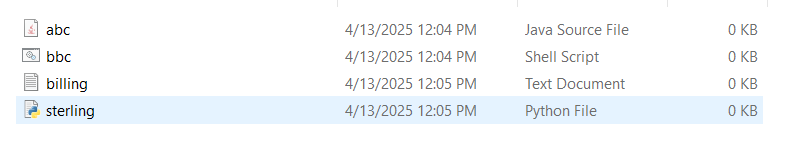 abc 4/13/2025 12:04 PM Java Source File 0 KB
bbc 4/13/2025 12:04 PM Shell Script 0 KB
billing 4/13/2025 12:05 PM Text Document 0 KB
sterling 4/13/2025 12:05 PM Python File 0 KB